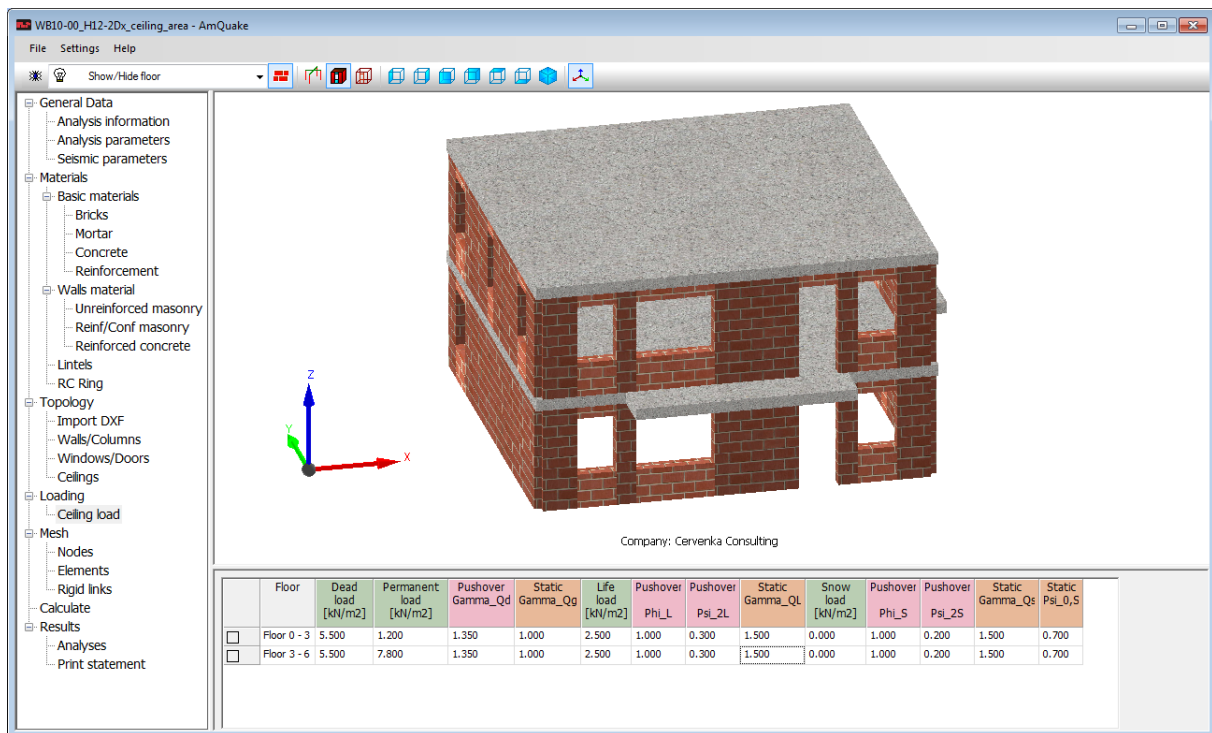 WB10-00_H12-2Dx_ceiling_area - AmQuake
File Settings Help
Show/Hide floor
General Data
Analysis information
Analysis parameters
Seismic parameters
Materials
Basic materials
Bricks
Mortar
Concrete
Reinforcement
Walls material
Unreinforced masonry
Reinf/Conf masonry
Reinforced concrete
Lintels
RC Ring
Topology
Import DXF
Walls/Columns
Windows/Doors
Ceilings
Loading
Ceiling load
Mesh
Nodes
Elements
Rigid links
Calculate
Results
Analyses
Print statement
Z
Y
X
Company: Cervenka Consulting
Floor Dead load [kN/m2] Permanent load [kN/m2] Pushover Gamma_Qd Static Gamma_Qg Life load [kN/m2] Pushover Phi_L Pushover Psi_2L Static Gamma_QL Snow load [kN/m2] Pushover Phi_S Pushover Psi_2S Static Gamma_Qs Static Psi_0,S
Floor 0 - 3 5.500 1.200 1.350 1.000 2.500 1.000 0.300 1.500 0.000 1.000 0.200 1.500 0.700
Floor 3 - 6 5.500 7.800 1.350 1.000 2.500 1.000 0.300 1.500 0.000 1.000 0.200 1.500 0.700